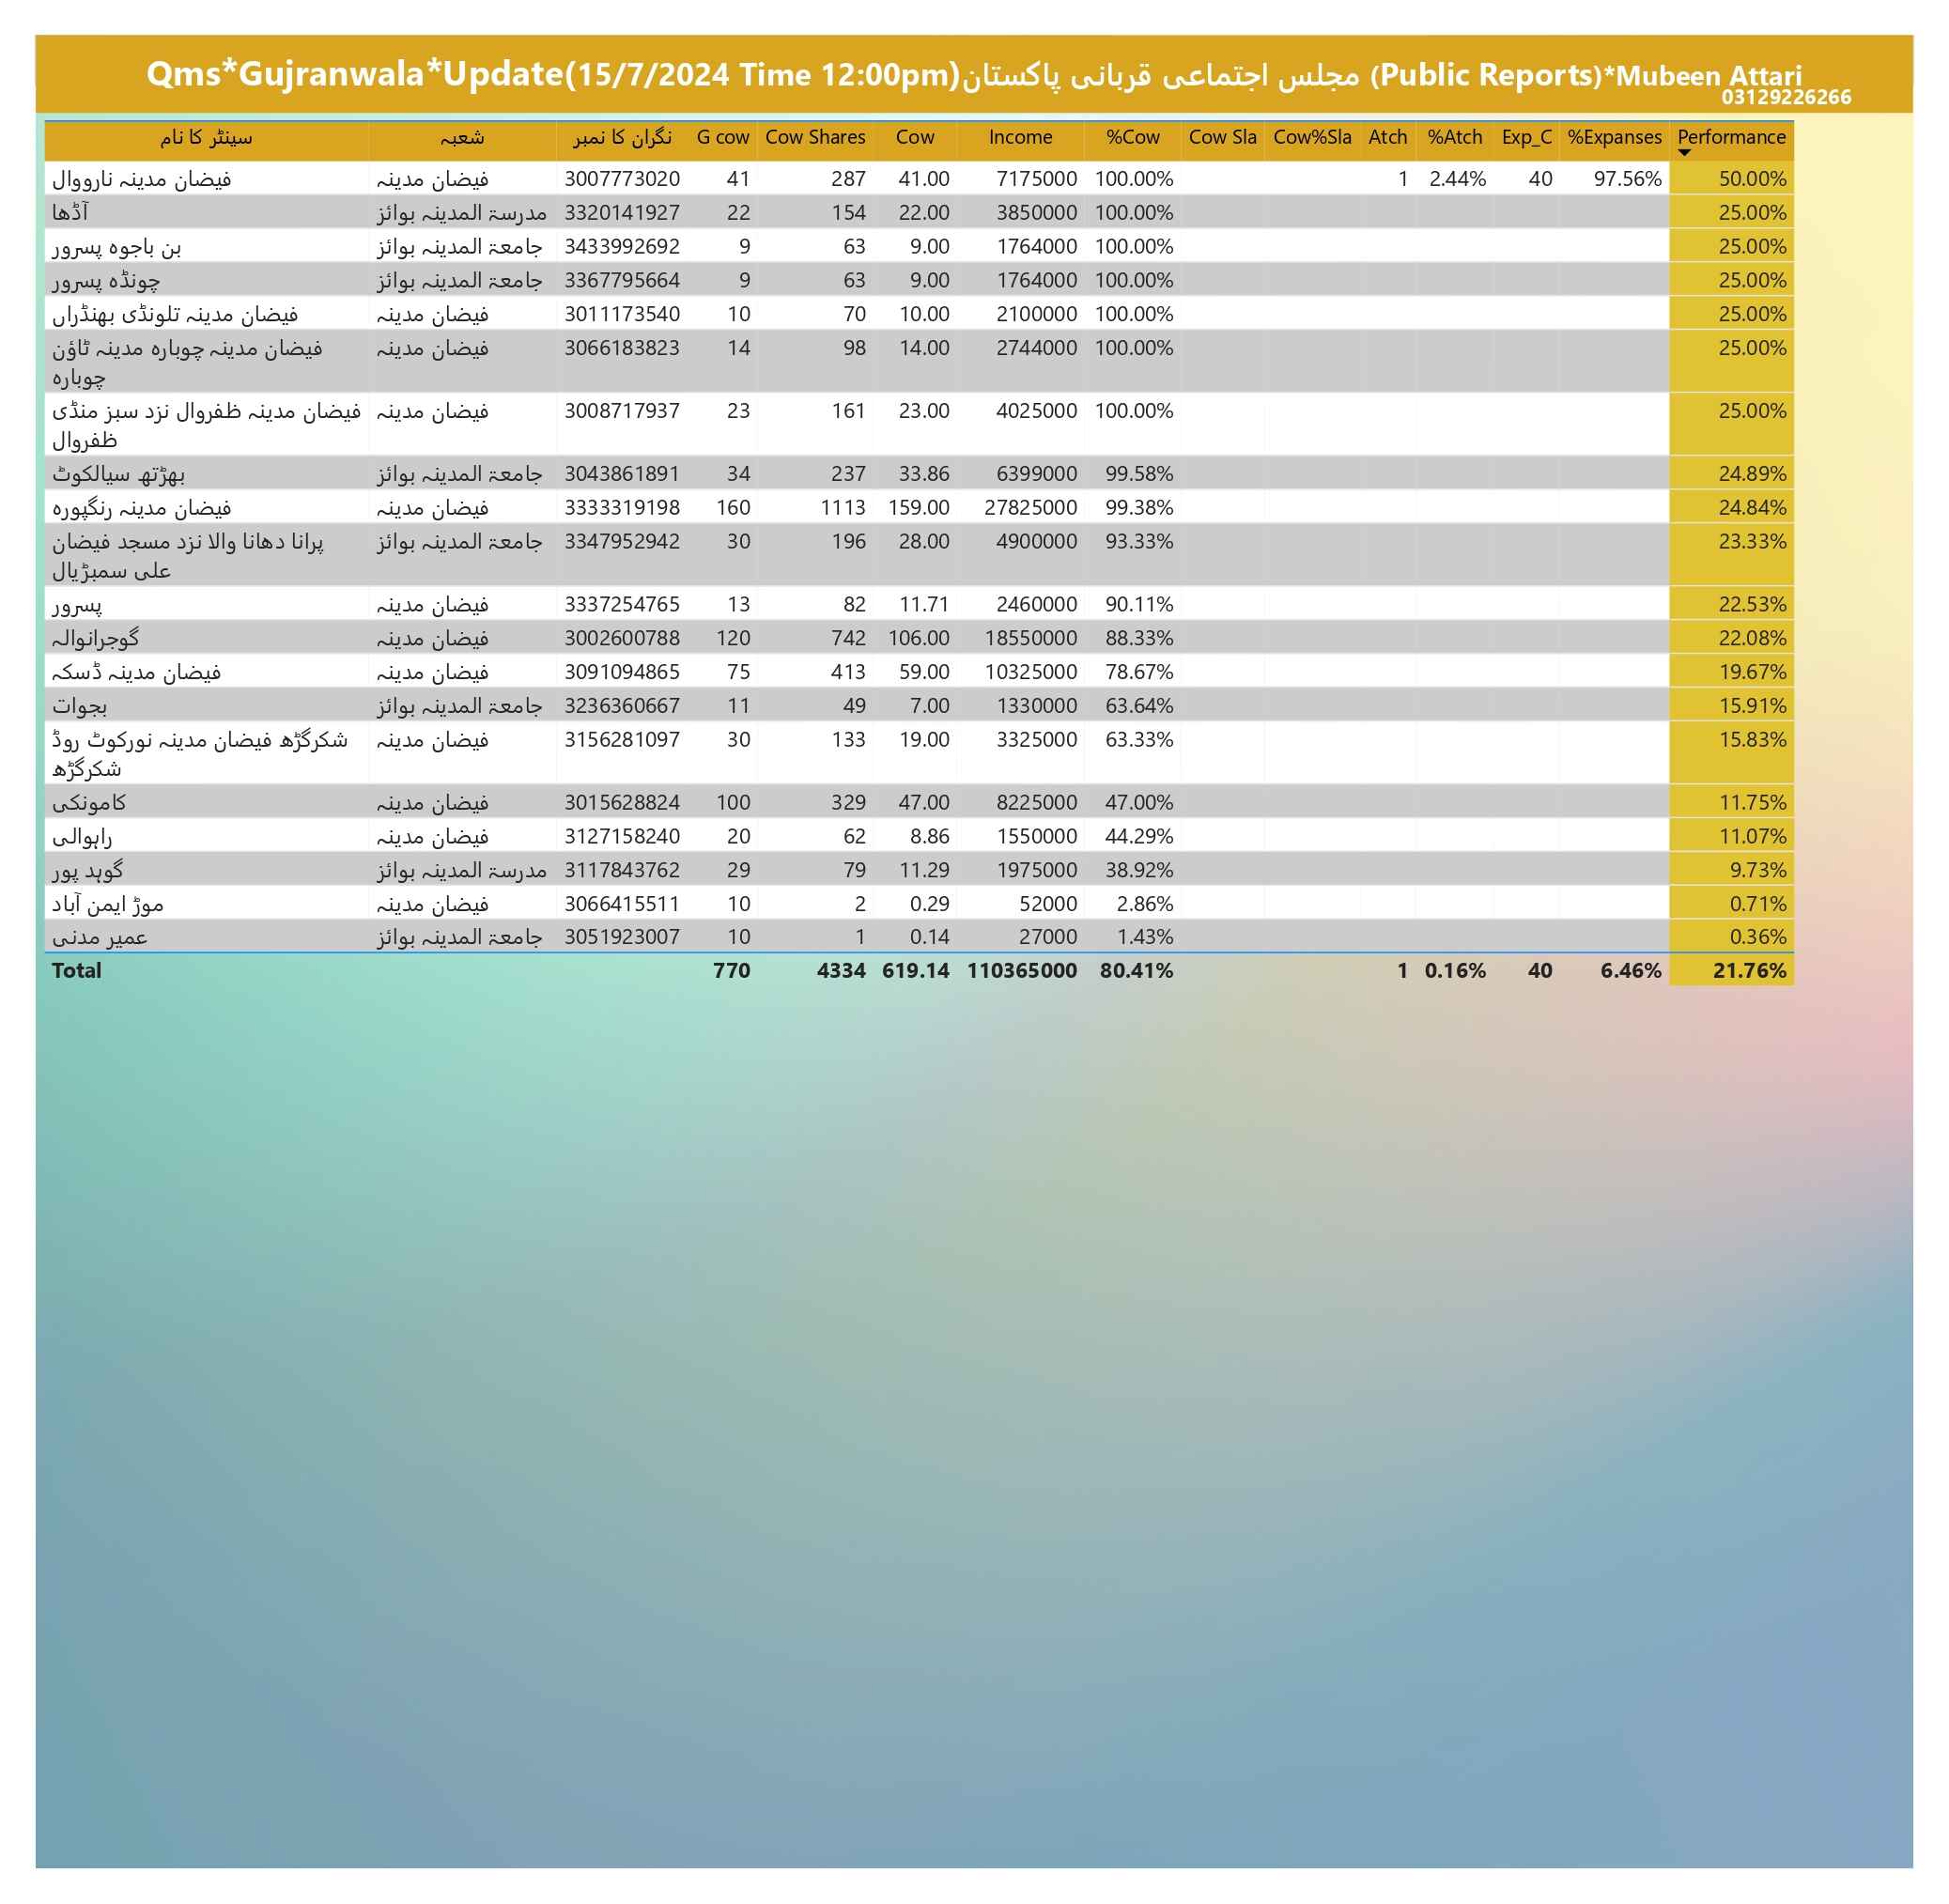 Qms*Gujranwala*Update(15/7/2024 Time 12:00pm)مجلس اجتماعی قربانی پاکستان (Public Reports)*Mubeen Attari
03129226266
سینٹر کا نام شعبہ نگران کا نمبر G cow Cow Shares Cow Income %Cow Cow Sla Cow%Sla Atch %Atch Exp_C %Expanses Performance
فیضان مدینہ نارووال فیضان مدینہ 3007773020 41 287 41.00 7175000 100.00% 1 2.44% 40 97.56% 50.00%
آڈھا مدرسۃ المدینہ بوائز 3320141927 22 154 22.00 3850000 100.00% 25.00%
بن باجوہ پسرور جامعۃ المدینہ بوائز 3433992692 9 63 9.00 1764000 100.00% 25.00%
چونڈہ پسرور جامعۃ المدینہ بوائز 3367795664 9 63 9.00 1764000 100.00% 25.00%
فیضان مدینہ تلونڈی بھنڈراں فیضان مدینہ 3011173540 10 70 10.00 2100000 100.00% 25.00%
فیضان مدینہ چوبارہ مدینہ ٹاؤن فیضان مدینہ 3066183823 14 98 14.00 2744000 100.00% 25.00%
چوبارہ
فیضان مدینہ ظفروال نزد سبز منڈی فیضان مدینہ 3008717937 23 161 23.00 4025000 100.00% 25.00%
ظفروال
بھڑتھ سیالکوٹ جامعۃ المدینہ بوائز 3043861891 34 237 33.86 6399000 99.58% 24.89%
فیضان مدینہ رنگپورہ فیضان مدینہ 3333319198 160 1113 159.00 27825000 99.38% 24.84%
پرانا دھانا والا نزد مسجد فیضان جامعۃ المدینہ بوائز 3347952942 30 196 28.00 4900000 93.33% 23.33%
علی سمبڑیال
پسرور فیضان مدینہ 3337254765 13 82 11.71 2460000 90.11% 22.53%
گوجرانوالہ فیضان مدینہ 3002600788 120 742 106.00 18550000 88.33% 22.08%
فیضان مدینہ ڈسکہ فیضان مدینہ 3091094865 75 413 59.00 10325000 78.67% 19.67%
بجوات جامعۃ المدینہ بوائز 3236360667 11 49 7.00 1330000 63.64% 15.91%
شکرگڑھ فیضان مدینہ نورکوٹ روڈ فیضان مدینہ 3156281097 30 133 19.00 3325000 63.33% 15.83%
شکرگڑھ
کامونکی فیضان مدینہ 3015628824 100 329 47.00 8225000 47.00% 11.75%
راہوالی فیضان مدینہ 3127158240 20 62 8.86 1550000 44.29% 11.07%
گوہد پور مدرسۃ المدینہ بوائز 3117843762 29 79 11.29 1975000 38.92% 9.73%
موڑ ایمن آباد فیضان مدینہ 3066415511 10 2 0.29 52000 2.86% 0.71%
عمیر مدنی جامعۃ المدینہ بوائز 3051923007 10 1 0.14 27000 1.43% 0.36%
Total 770 4334 619.14 110365000 80.41% 1 0.16% 40 6.46% 21.76%